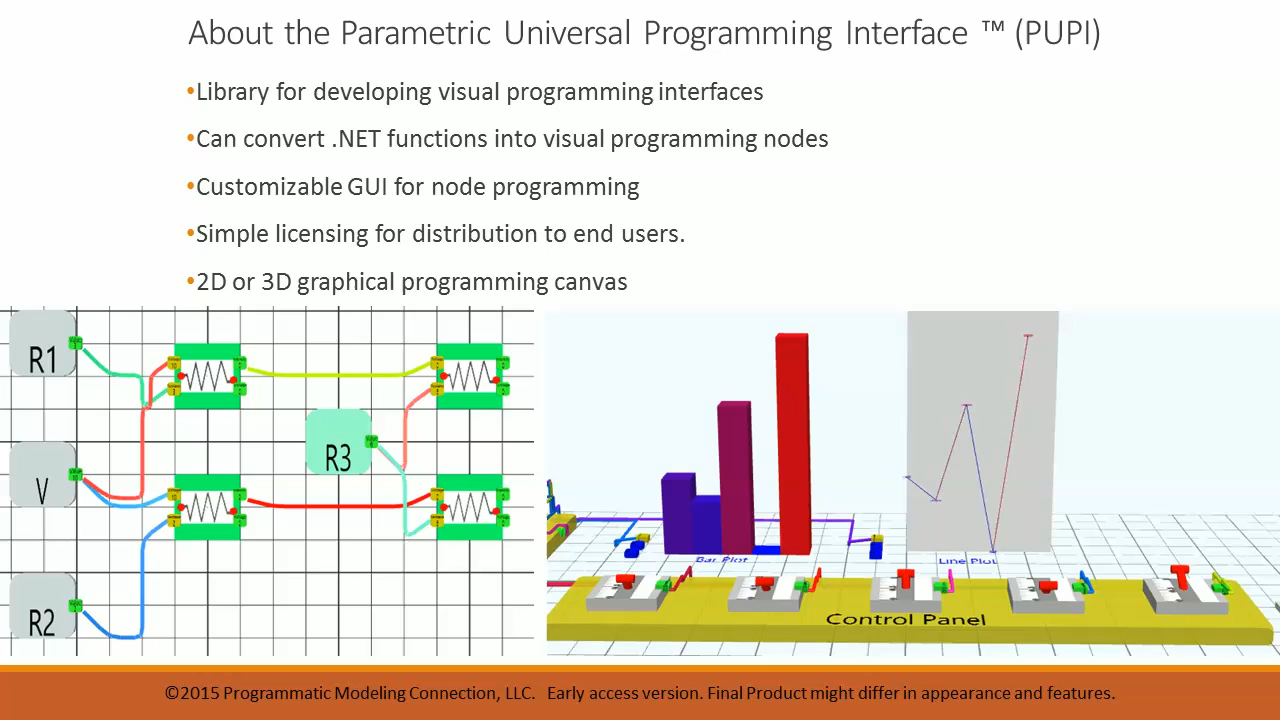 About the Parametric Universal Programming Interface ™ (PUPI)
•Library for developing visual programming interfaces
•Can convert .NET functions into visual programming nodes
•Customizable GUI for node programming
•Simple licensing for distribution to end users.
•2D or 3D graphical programming canvas
R1
R3
V
R2
Bar Plot
Line Plot
Control Panel
©2015 Programmatic Modeling Connection, LLC. Early access version. Final Product might differ in appearance and features.